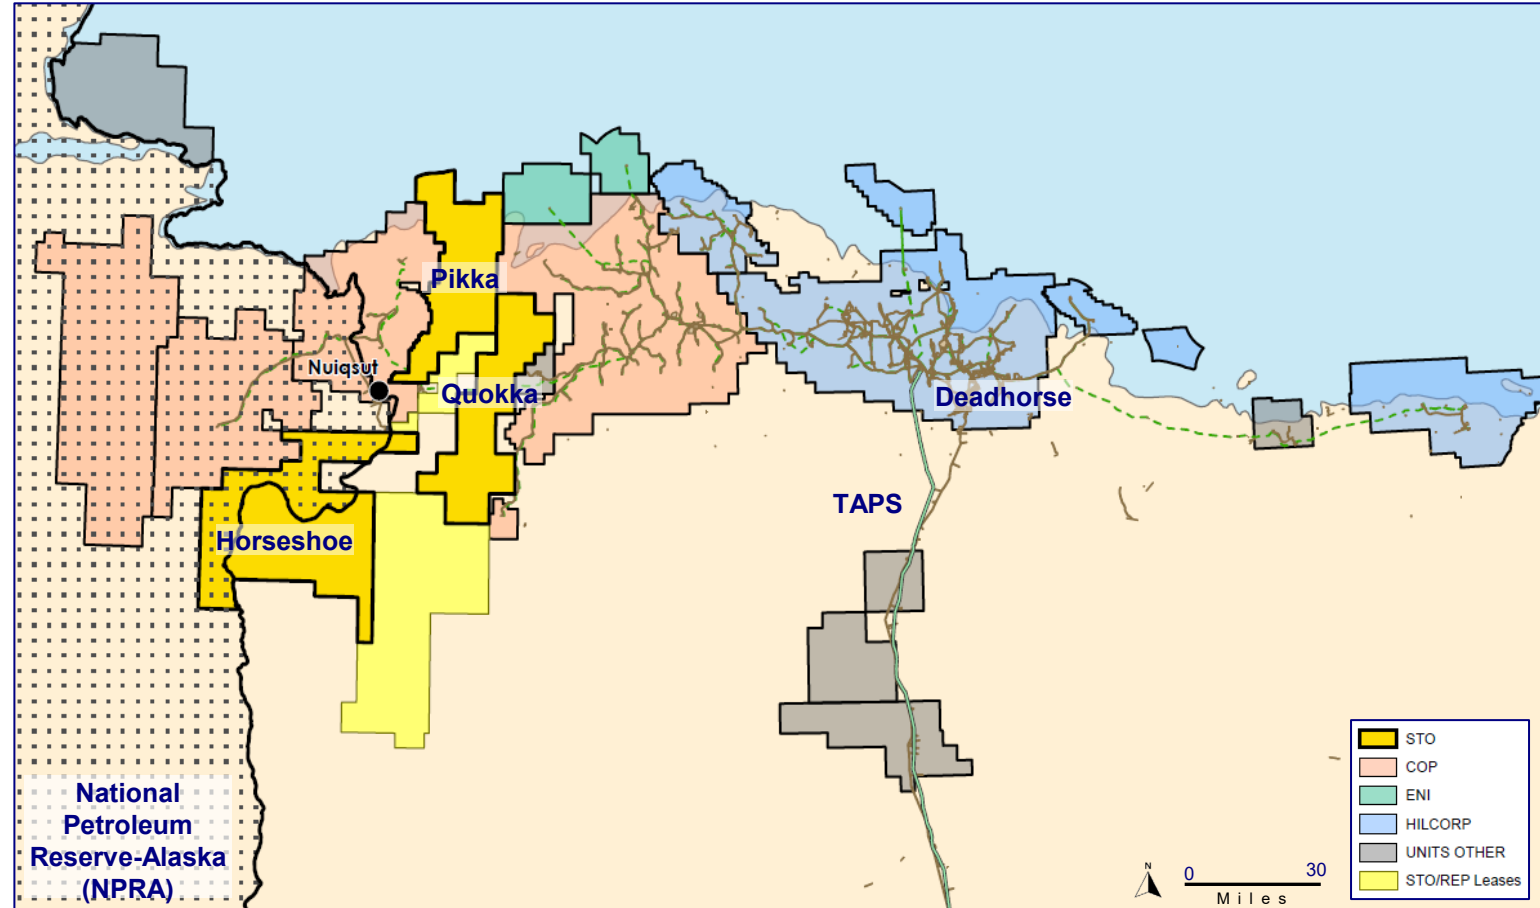 Pikka
Nuiqsut
Quokka
Deadhorse
TAPS
Horseshoe
National
Petroleum
Reserve-Alaska
(NPRA)
STO
COP
ENI
HILCORP
UNITS OTHER
STO/REP Leases
N
0 30
Miles